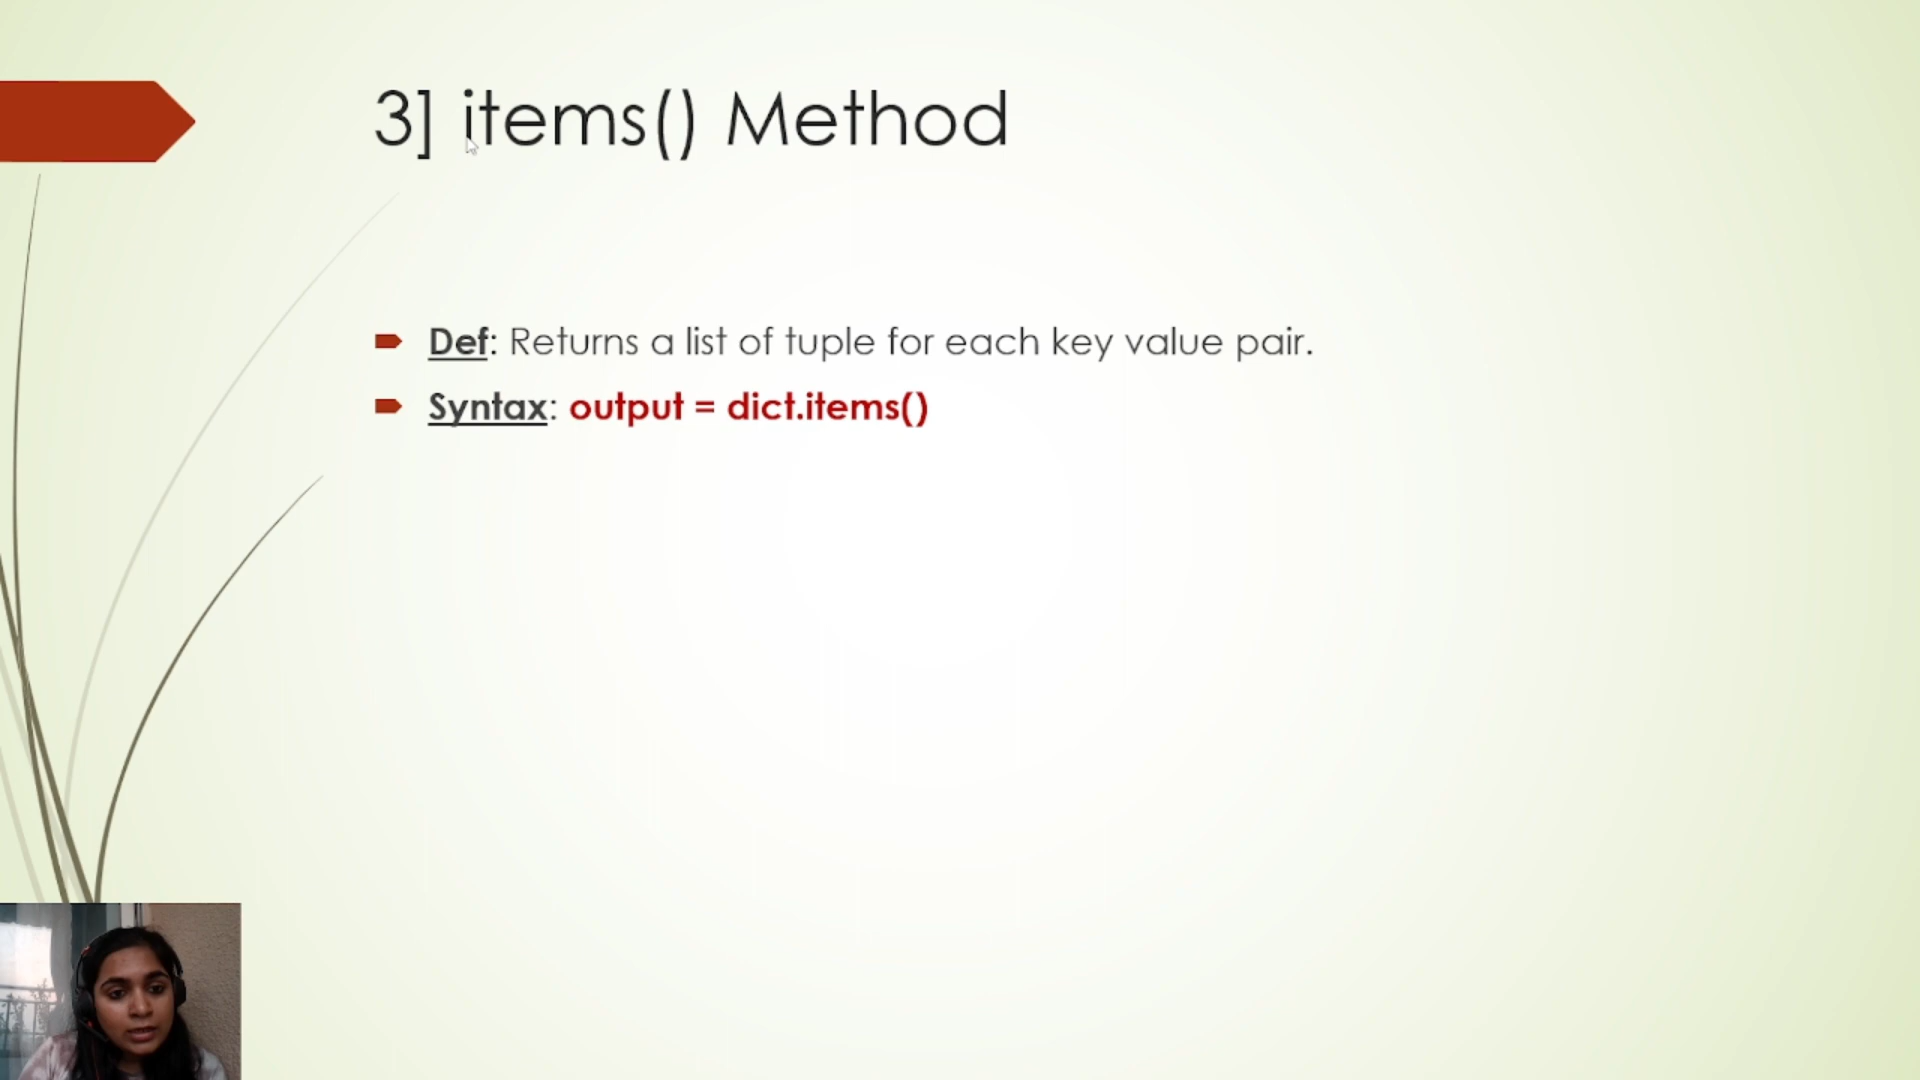 3] items() Method
Def: Returns a list of tuple for each key value pair.
Syntax: output = dict.items()